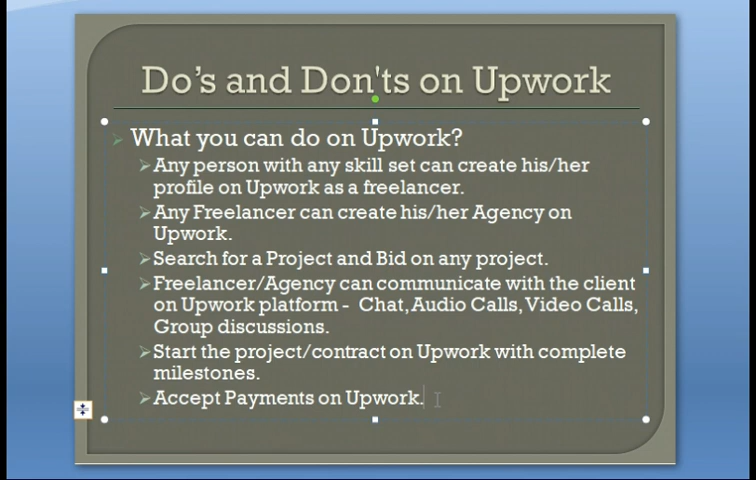 Do's and Don'ts on Upwork
What you can do on Upwork?
Any person with any skill set can create his/her
profile on Upwork as a freelancer.
Any Freelancer can create his/her Agency on
Upwork.
Search for a Project and Bid on any project.
Freelancer/Agency can communicate with the client
on Upwork platform - Chat, Audio Calls, Video Calls,
Group discussions.
Start the project/contract on Upwork with complete
milestones.
Accept Payments on Upwork.